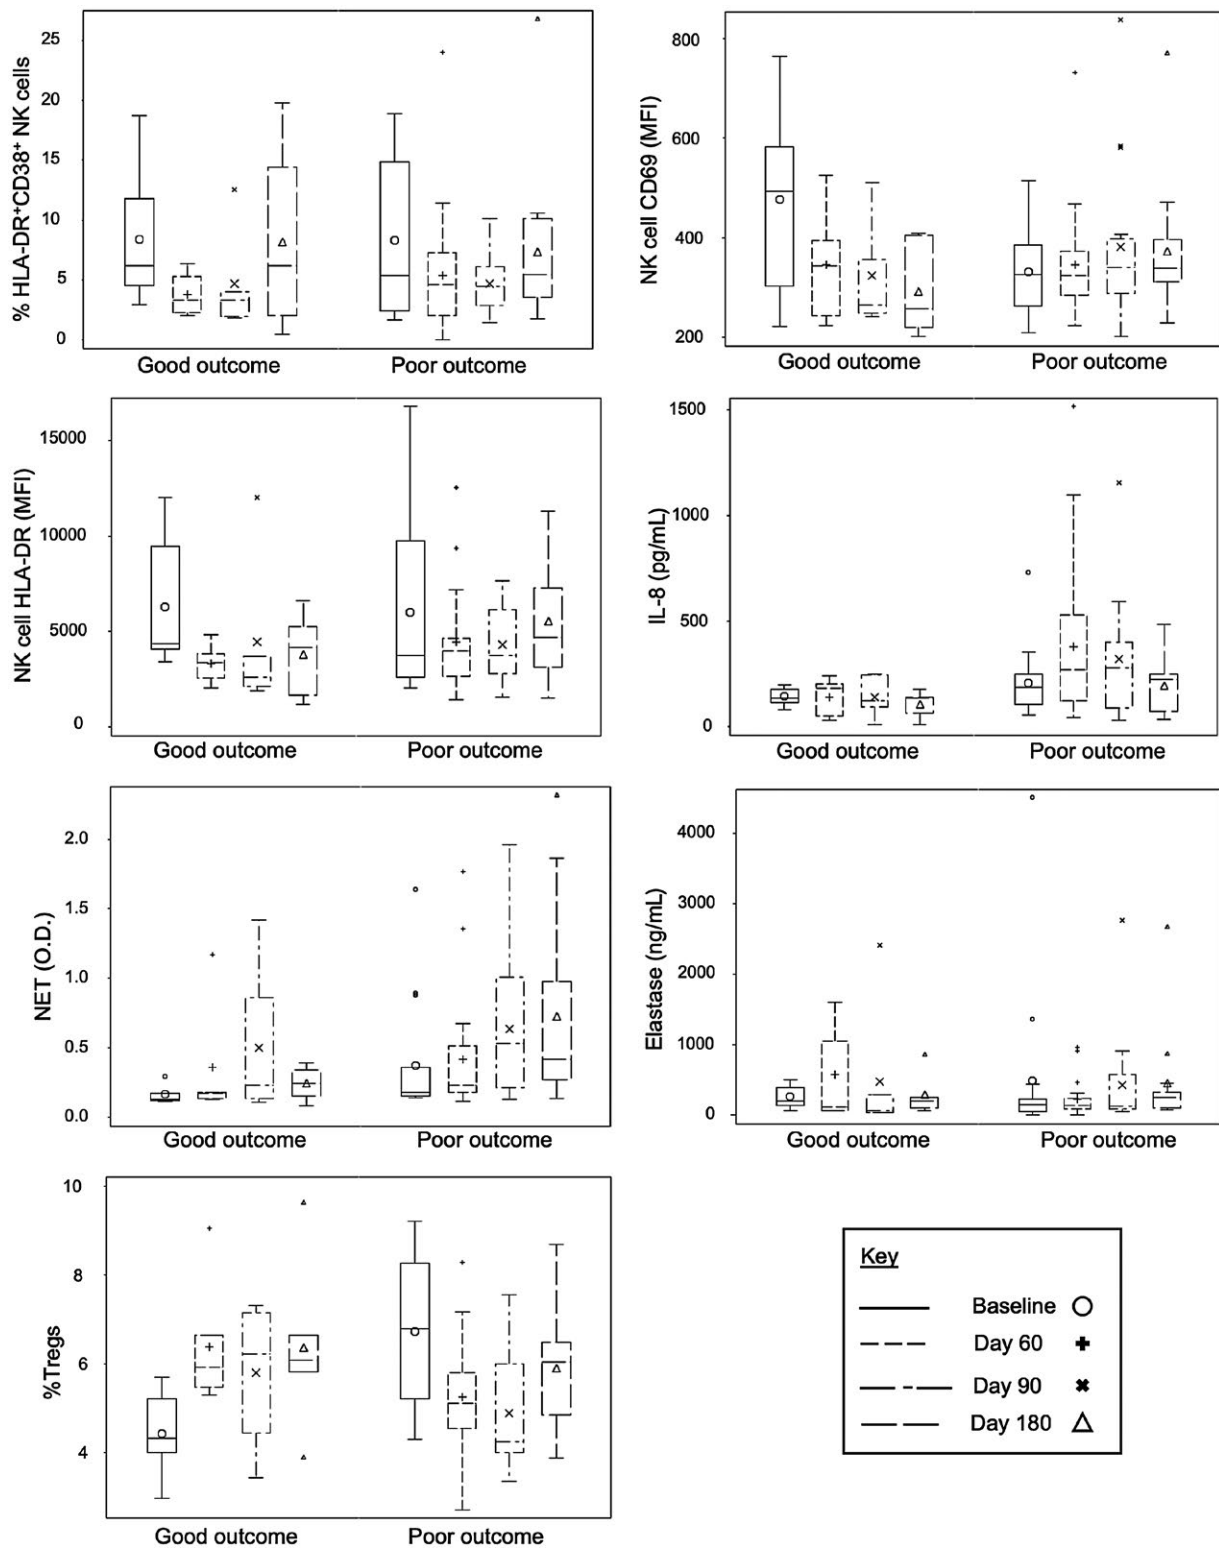 % HLA-DR⁺CD38⁺ NK cells
25
20
15
10
5
0
Good outcome
Poor outcome
NK cell CD69 (MFI)
800
600
400
200
Good outcome
Poor outcome
NK cell HLA-DR (MFI)
15000
10000
5000
0
Good outcome
Poor outcome
IL-8 (pg/mL)
1500
1000
500
0
Good outcome
Poor outcome
NET (O.D.)
2.0
1.5
1.0
0.5
0.0
Good outcome
Poor outcome
Elastase (ng/mL)
4000
3000
2000
1000
0
Good outcome
Poor outcome
%Tregs
10
8
6
4
Good outcome
Poor outcome
Key
Baseline
Day 60
Day 90
Day 180